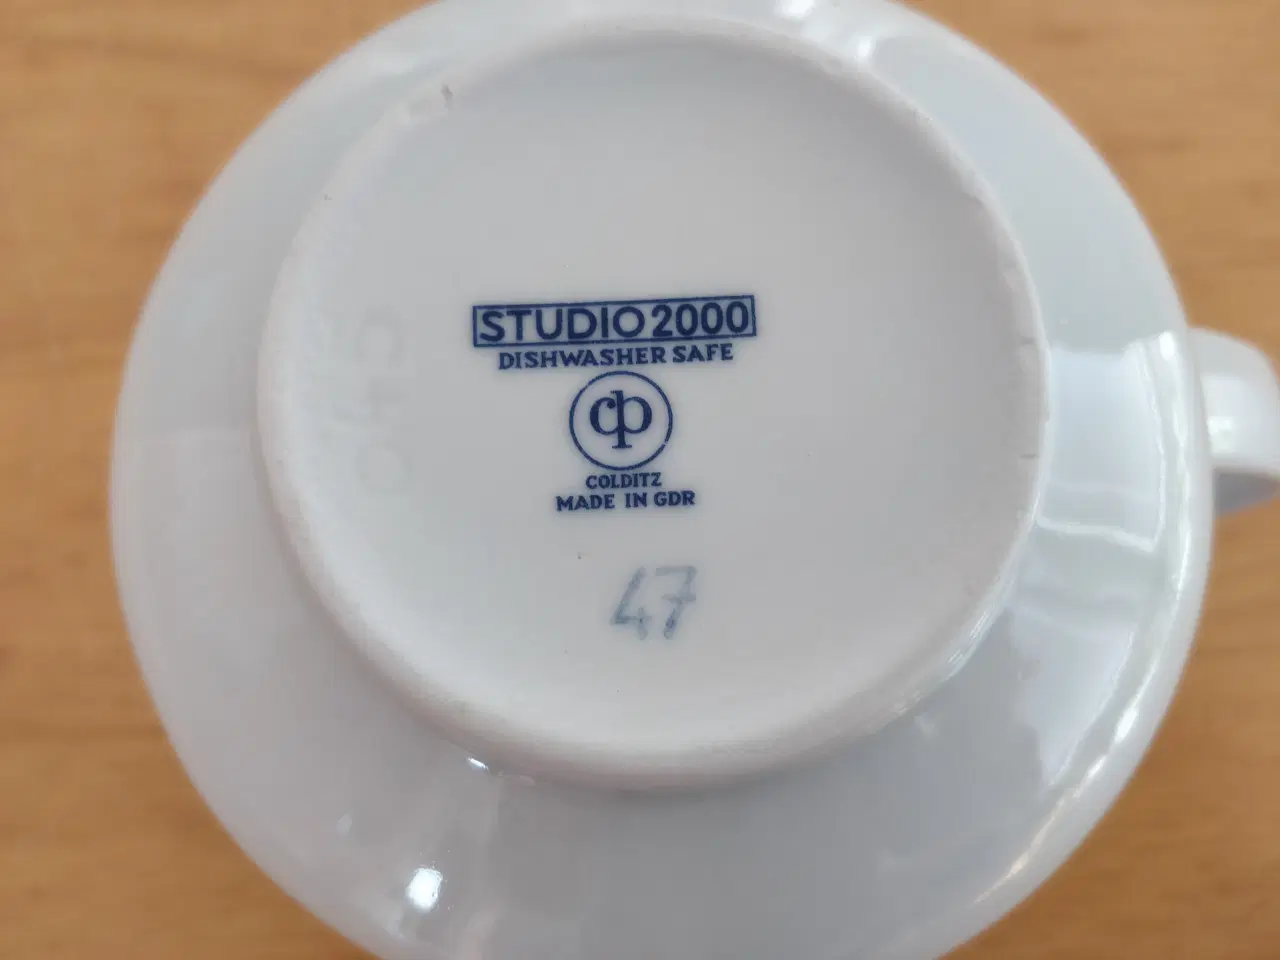 STUDIO 2000
DISHWASHER SAFE
cp
COLDITZ
MADE IN GDR
47